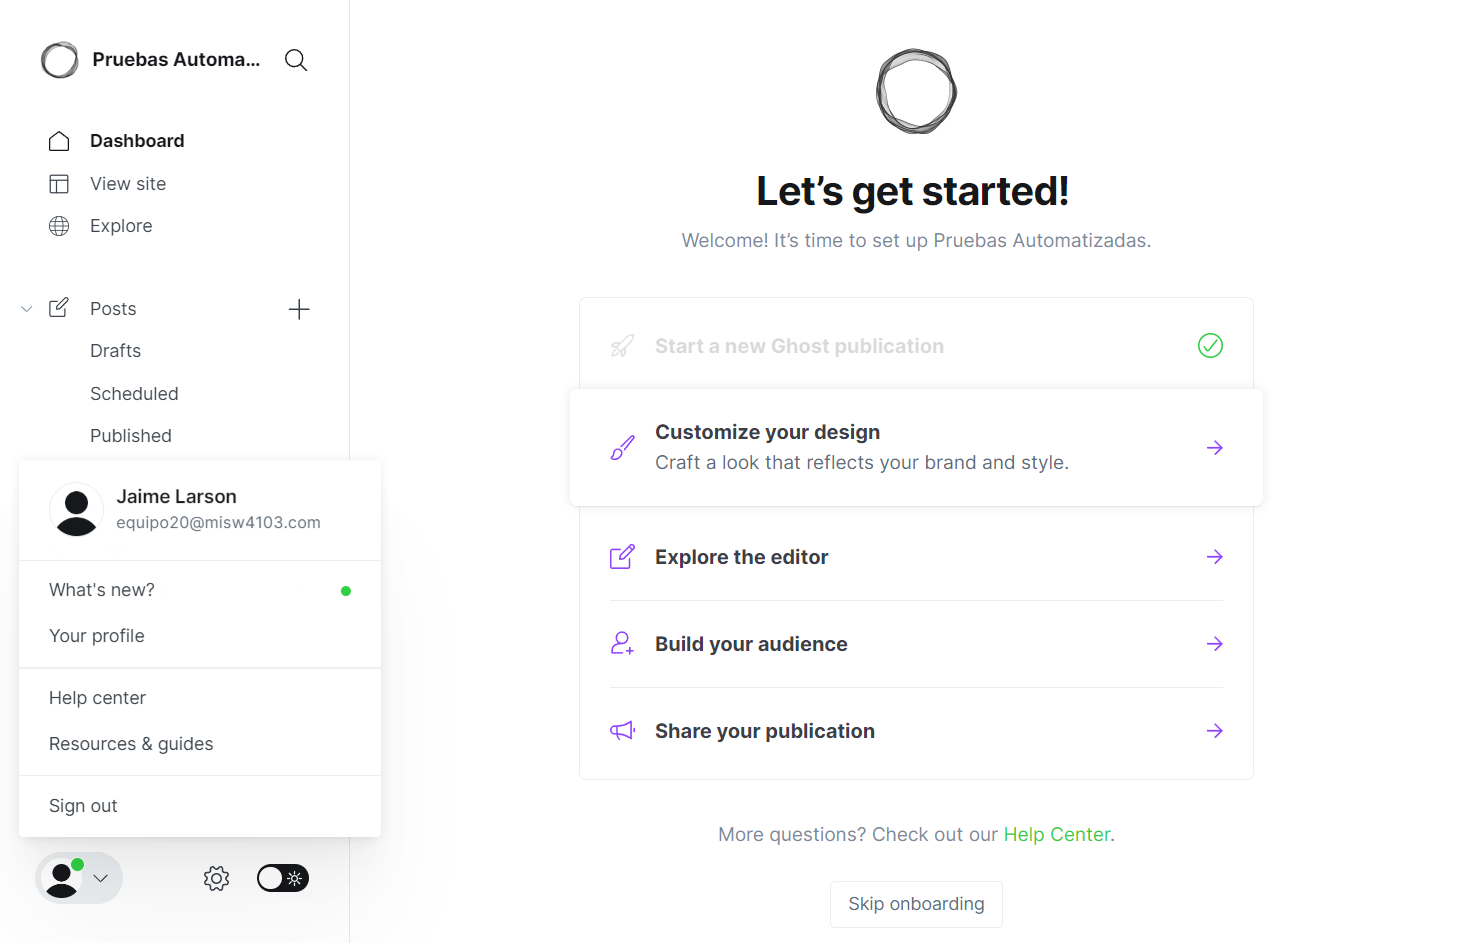 Pruebas Automa...
Dashboard
View site
Explore
Posts
Drafts
Scheduled
Published
Jaime Larson
equipo20@misw4103.com
What's new?
Your profile
Help center
Resources & guides
Sign out
Let’s get started!
Welcome! It’s time to set up Pruebas Automatizadas.
Start a new Ghost publication
Customize your design
Craft a look that reflects your brand and style.
Explore the editor
Build your audience
Share your publication
More questions? Check out our Help Center.
Skip onboarding